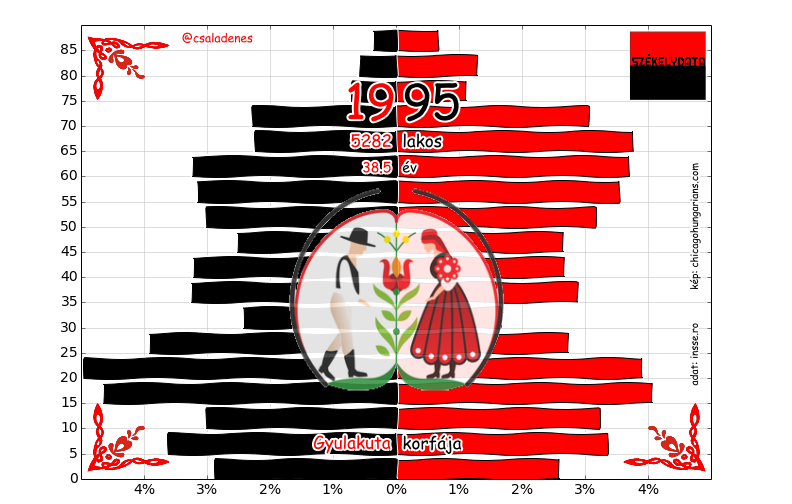 @csaladenes
SZÉKELYDATA
1995
5282 lakos
38.5 év
kép: chicagohungarians.com
adat: insse.ro
Gyulakuta korfája
85
80
75
70
65
60
55
50
45
40
35
30
25
20
15
10
5
0
4% 3% 2% 1% 0% 1% 2% 3% 4%